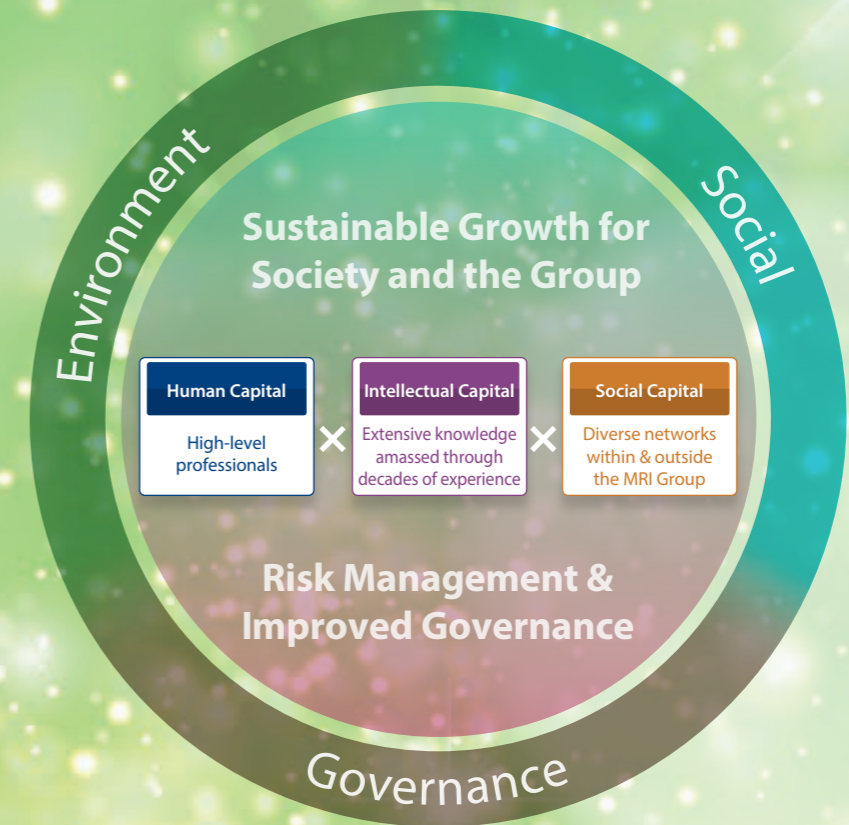 Environment
Social
Sustainable Growth for
Society and the Group
Human Capital
High-level
professionals
×
Intellectual Capital
Extensive knowledge
amassed through
decades of experience
×
Social Capital
Diverse networks
within & outside
the MRI Group
Risk Management &
Improved Governance
Governance